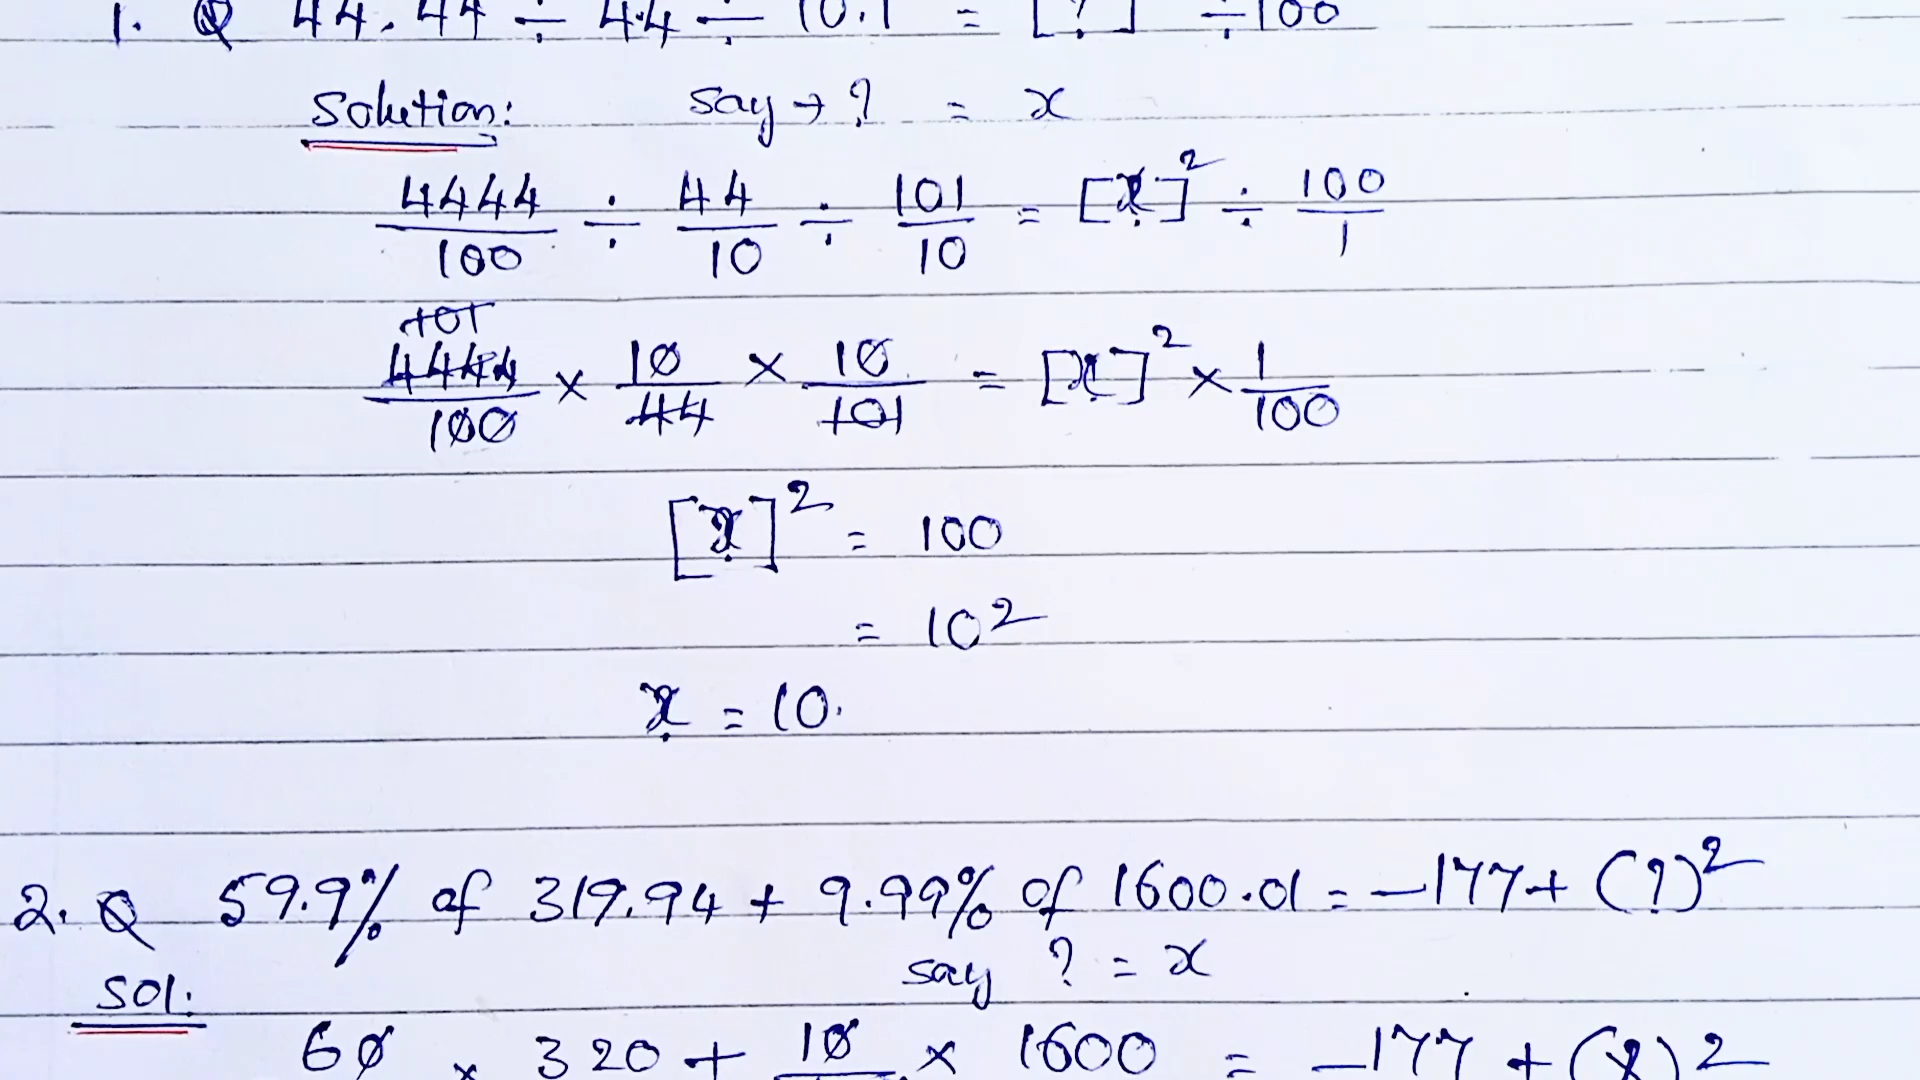 1. Q 44.44 ÷ 4.4 ÷ 10.1 = [?] ÷100
Solution: say → ? = x
4444/100 ÷ 44/10 ÷ 101/10 = [x]² ÷ 100/1
101
4444/100 × 10/44 × 10/101 = [x]² × 1/100
[x]² = 100
= 10²
x = 10.
2. Q 59.9% of 319.94 + 9.99% of 1600.01 = -177+ (?)²
say ? = x
Sol:
60 × 320 + 10 × 1600 = -177 + (x)²